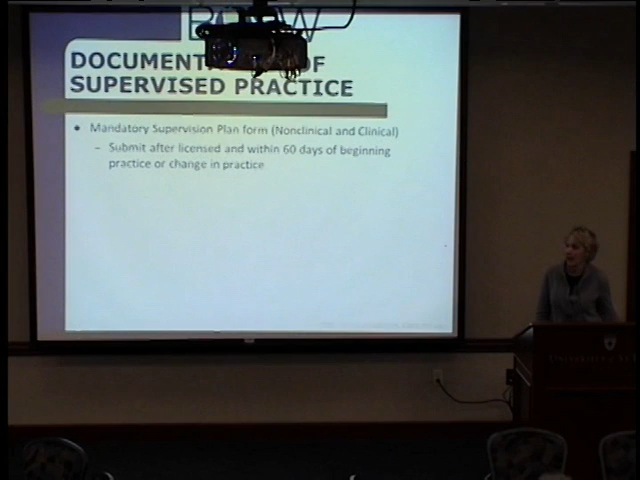 DOCUMENT OF
SUPERVISED PRACTICE
• Mandatory Supervision Plan form (Nonclinical and Clinical)
– Submit after licensed and within 60 days of beginning
practice or change in practice